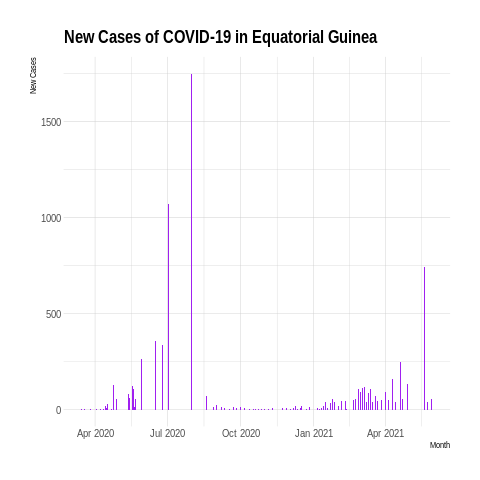 New Cases of COVID-19 in Equatorial Guinea
New Cases
1500
1000
500
0
Apr 2020 Jul 2020 Oct 2020 Jan 2021 Apr 2021
Month